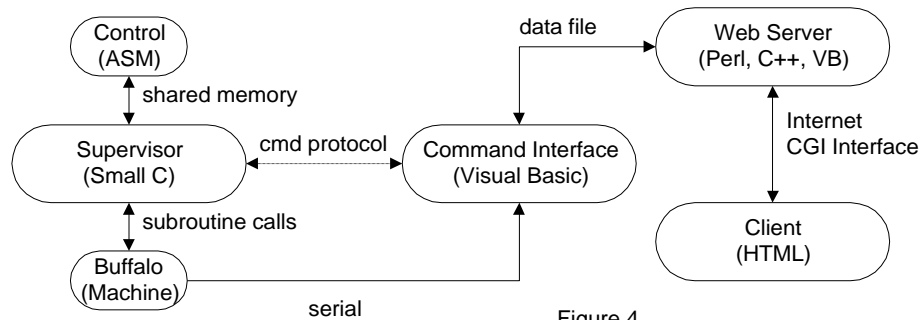 Control
(ASM)
shared memory
Supervisor
(Small C)
subroutine calls
Buffalo
(Machine)
cmd protocol
serial
Command Interface
(Visual Basic)
data file
Web Server
(Perl, C++, VB)
Internet
CGI Interface
Client
(HTML)
Figure 4